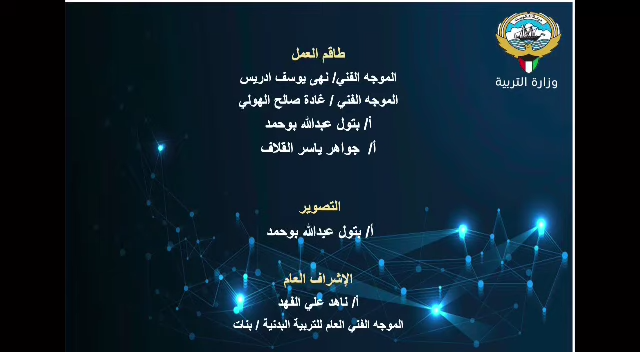 وزارة التربية
طاقم العمل
الموجه الفني/ نهى يوسف ادريس
الموجه الفني / غادة صالح الهولي
أ/ بتول عبدالله بوحمد
أ/ جواهر ياسر القلاف
التصوير
أ/ بتول عبدالله بوحمد
الإشراف العام
أ/ ناهد علي الفهد
الموجه الفني العام للتربية البدنية / بنات